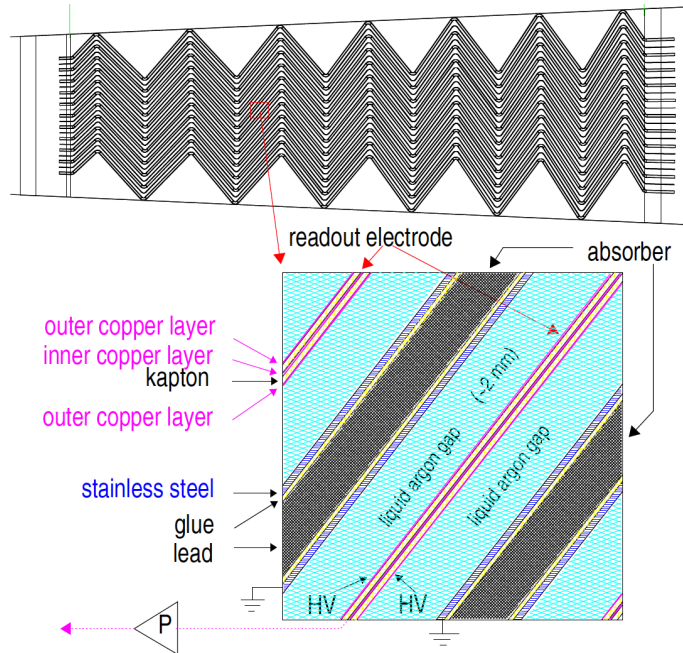 readout electrode
absorber
outer copper layer
inner copper layer
kapton
outer copper layer
(~2 mm)
liquid argon gap
liquid argon gap
stainless steel
glue
lead
HV
HV
P